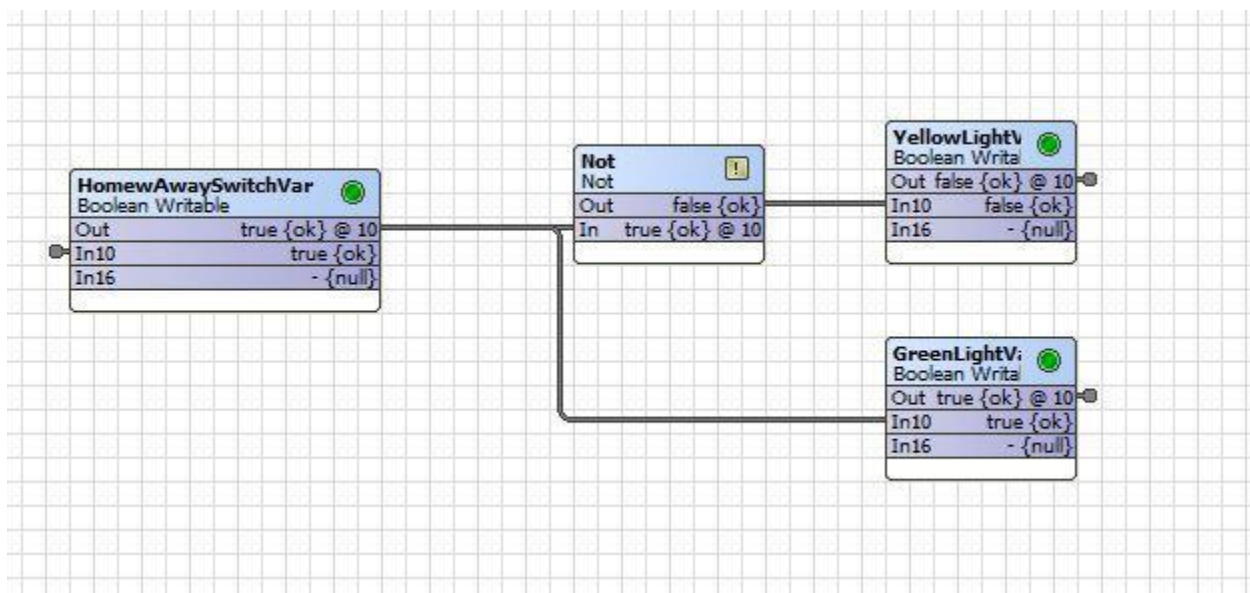 HomewAwaySwitchVar
Boolean Writable
Out true {ok} @ 10
In10 true {ok}
In16 - {null}
Not
Not
Out false {ok}
In true {ok} @ 10
YellowLightV
Boolean Writa
Out false {ok} @ 10
In10 false {ok}
In16 - {null}
GreenLightVa
Boolean Writa
Out true {ok} @ 10
In10 true {ok}
In16 - {null}